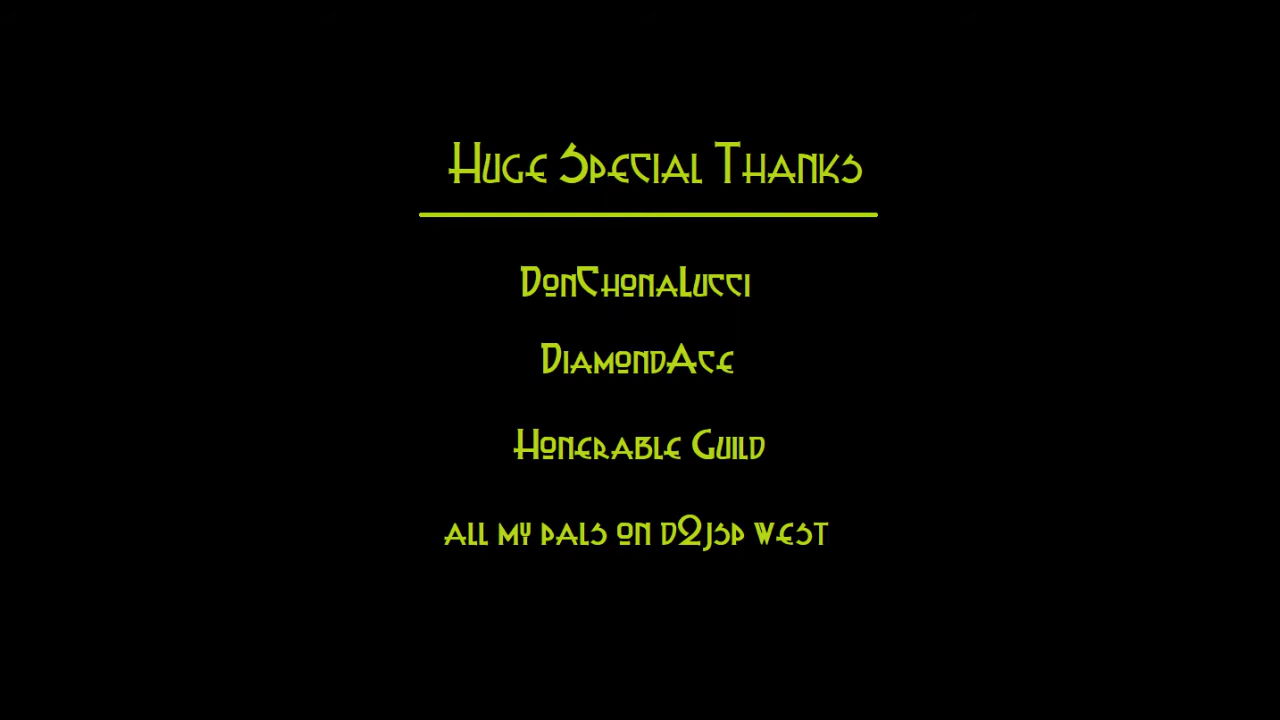 Huge Special Thanks
DonChonaLucci
DiamondAce
Honerable Guild
all my pals on d2jsp west